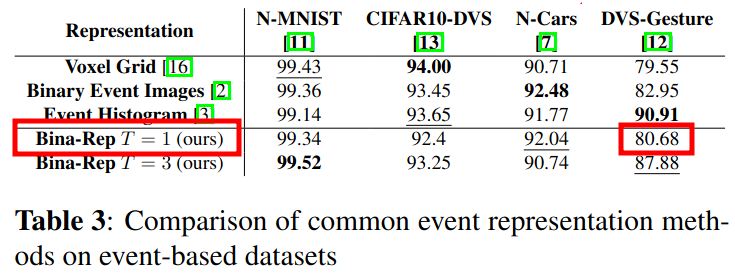 Representation N-MNIST CIFAR10-DVS N-Cars DVS-Gesture
[11] [13] [7] [12]
Voxel Grid [16 99.43 94.00 90.71 79.55
Binary Event Images [2 99.36 93.45 92.48 82.95
Event Histogram [3] 99.14 93.65 91.77 90.91
Bina-Rep T = 1 (ours) 99.34 92.4 92.04 80.68
Bina-Rep T = 3 (ours) 99.52 93.25 90.74 87.88
Table 3: Comparison of common event representation meth-
ods on event-based datasets